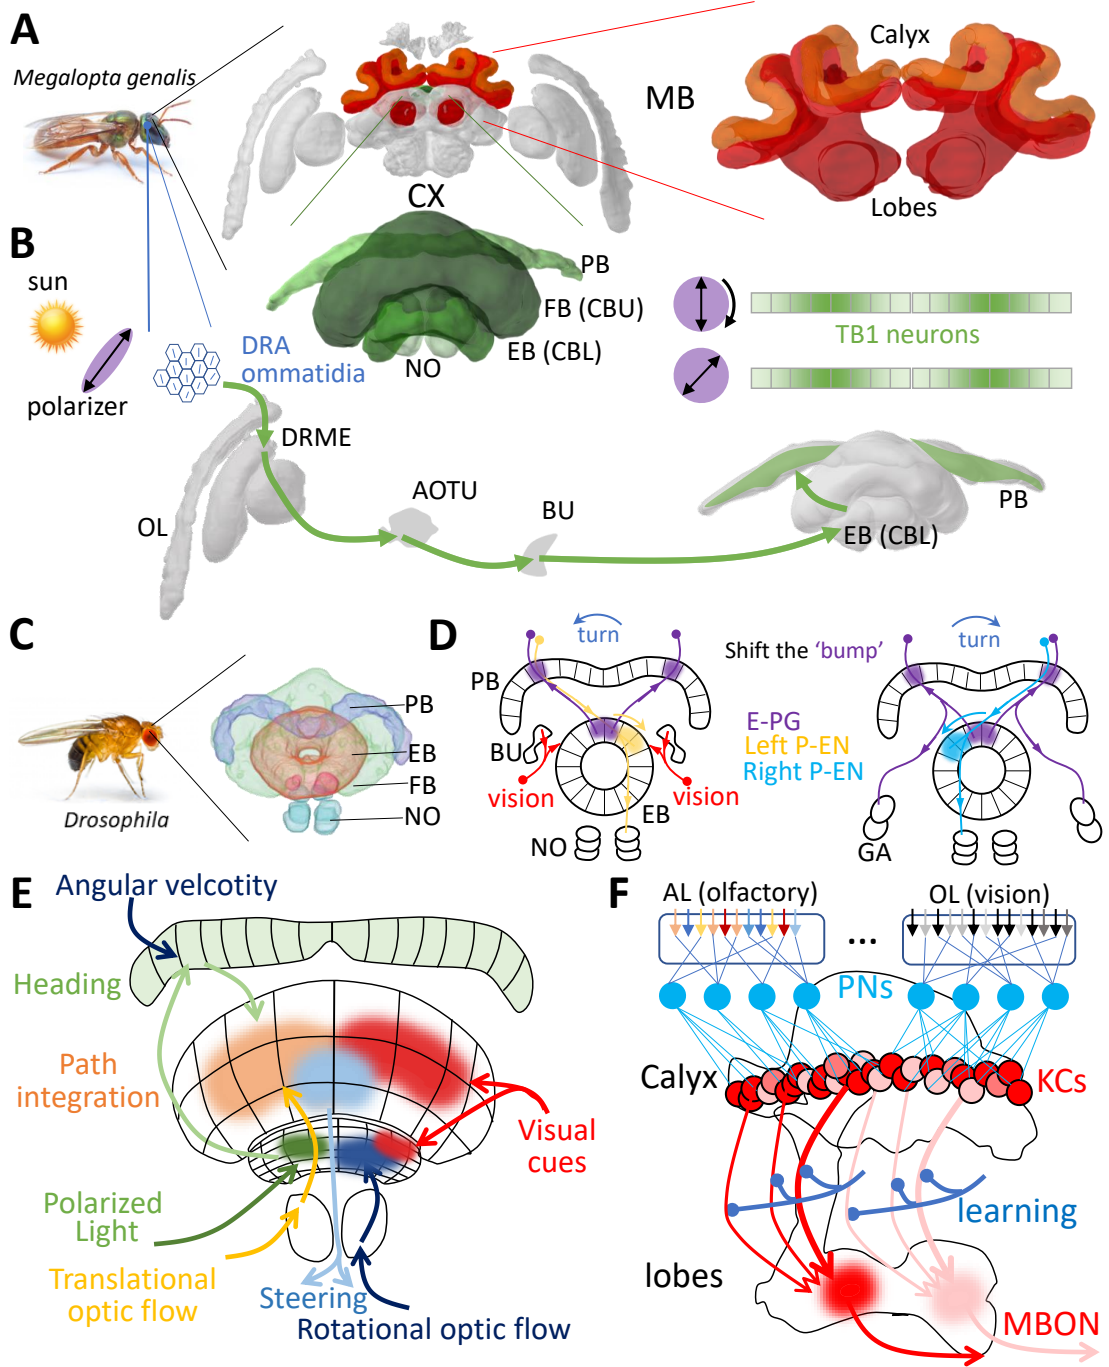 A
Megalopta genalis
MB
Calyx
Lobes
CX
PB
FB (CBU)
EB (CBL)
NO
B
sun
polarizer
DRA
ommatidia
TB1 neurons
DRME
OL
AOTU
BU
EB (CBL)
PB
C
Drosophila
PB
EB
FB
NO
D
turn
Shift the ‘bump’
turn
PB
BU
vision
vision
EB
NO
E-PG
Left P-EN
Right P-EN
GA
E
Angular velcotity
Heading
Path
integration
Visual
cues
Polarized
Light
Translational
optic flow
Steering
Rotational optic flow
F
AL (olfactory)
OL (vision)
...
PNs
Calyx
KCs
learning
lobes
MBON